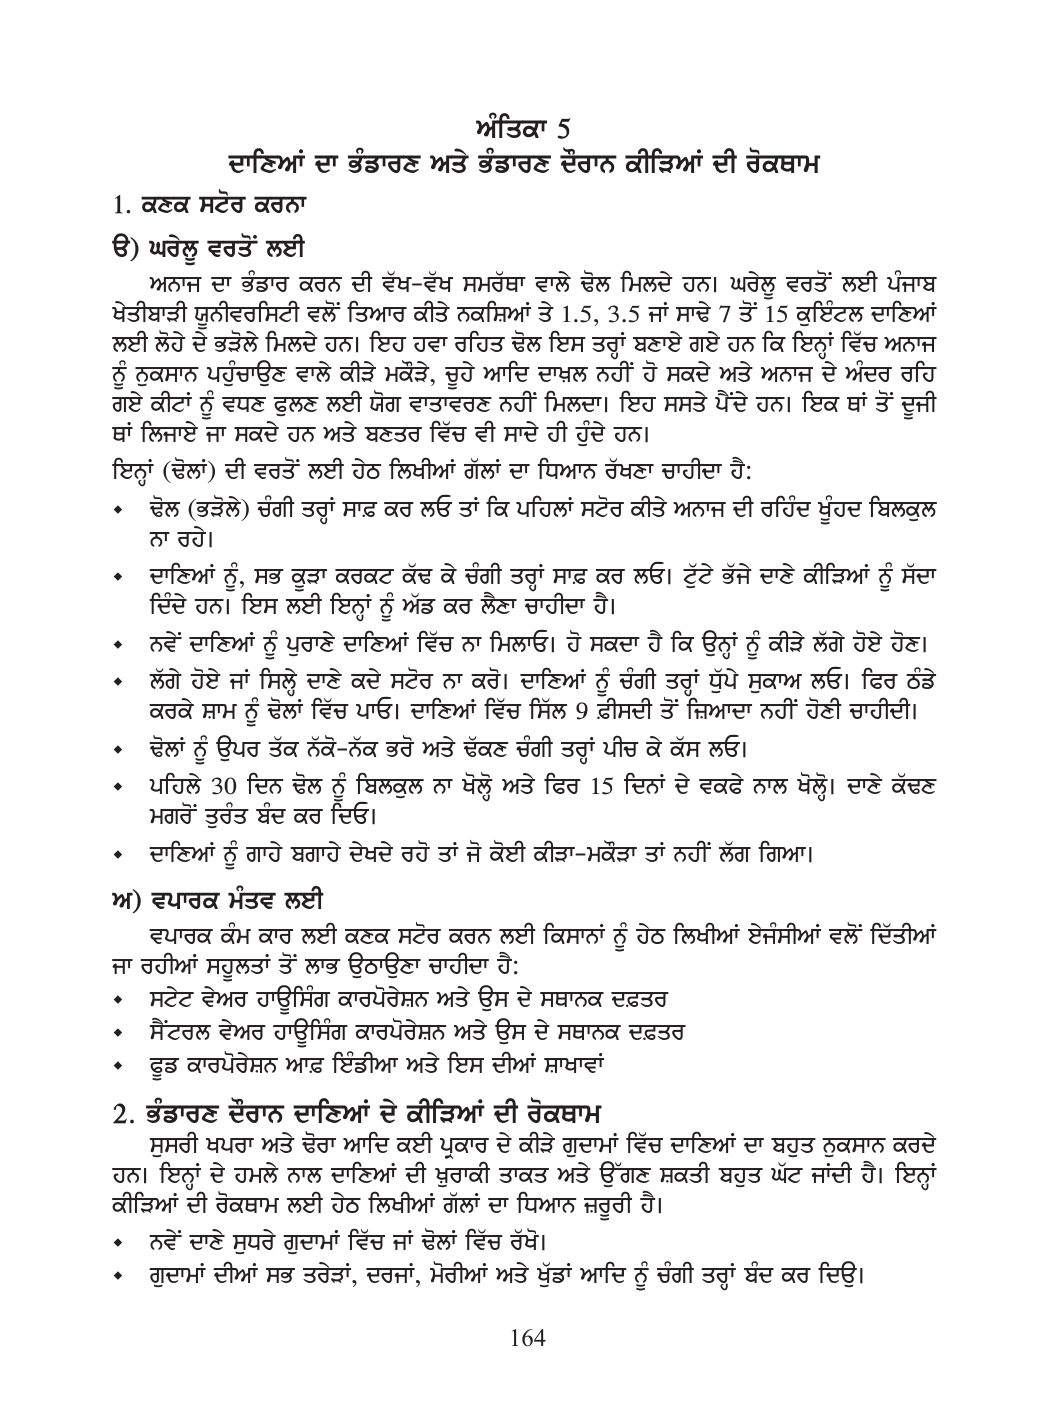 ਅੰਤਿਕਾ 5
ਦਾਣਿਆਂ ਦਾ ਭੰਡਾਰਣ ਅਤੇ ਭੰਡਾਰਣ ਦੌਰਾਨ ਕੀੜਿਆਂ ਦੀ ਰੋਕਥਾਮ
1. ਕਣਕ ਸਟੋਰ ਕਰਨਾ
ੳ) ਘਰੇਲੂ ਵਰਤੋਂ ਲਈ
ਅਨਾਜ ਦਾ ਭੰਡਾਰ ਕਰਨ ਦੀ ਵੱਖ-ਵੱਖ ਸਮਰੱਥਾ ਵਾਲੇ ਢੋਲ ਮਿਲਦੇ ਹਨ। ਘਰੇਲੂ ਵਰਤੋਂ ਲਈ ਪੰਜਾਬ
ਖੇਤੀਬਾੜੀ ਯੂਨੀਵਰਸਿਟੀ ਵਲੋਂ ਤਿਆਰ ਕੀਤੇ ਨਕਸ਼ਿਆਂ ਤੇ 1.5, 3.5 ਜਾਂ ਸਾਢੇ 7 ਤੋਂ 15 ਕੁਇੰਟਲ ਦਾਣਿਆਂ
ਲਈ ਲੋਹੇ ਦੇ ਭੜੋਲੇ ਮਿਲਦੇ ਹਨ। ਇਹ ਹਵਾ ਰਹਿਤ ਢੋਲ ਇਸ ਤਰ੍ਹਾਂ ਬਣਾਏ ਗਏ ਹਨ ਕਿ ਇਨ੍ਹਾਂ ਵਿੱਚ ਅਨਾਜ
ਨੂੰ ਨੁਕਸਾਨ ਪਹੁੰਚਾਉਣ ਵਾਲੇ ਕੀੜੇ ਮਕੌੜੇ, ਚੂਹੇ ਆਦਿ ਦਾਖ਼ਲ ਨਹੀਂ ਹੋ ਸਕਦੇ ਅਤੇ ਅਨਾਜ ਦੇ ਅੰਦਰ ਰਹਿ
ਗਏ ਕੀਟਾਂ ਨੂੰ ਵਧਣ ਫੁਲਣ ਲਈ ਯੋਗ ਵਾਤਾਵਰਣ ਨਹੀਂ ਮਿਲਦਾ। ਇਹ ਸਸਤੇ ਪੈਂਦੇ ਹਨ। ਇਕ ਥਾਂ ਤੋਂ ਦੂਜੀ
ਥਾਂ ਲਿਜਾਏ ਜਾ ਸਕਦੇ ਹਨ ਅਤੇ ਬਣਤਰ ਵਿੱਚ ਵੀ ਸਾਦੇ ਹੀ ਹੁੰਦੇ ਹਨ।
ਇਨ੍ਹਾਂ (ਢੋਲਾਂ) ਦੀ ਵਰਤੋਂ ਲਈ ਹੇਠ ਲਿਖੀਆਂ ਗੱਲਾਂ ਦਾ ਧਿਆਨ ਰੱਖਣਾ ਚਾਹੀਦਾ ਹੈ:
⬥ ਢੋਲ (ਭੜੋਲੇ) ਚੰਗੀ ਤਰ੍ਹਾਂ ਸਾਫ਼ ਕਰ ਲਓ ਤਾਂ ਕਿ ਪਹਿਲਾਂ ਸਟੋਰ ਕੀਤੇ ਅਨਾਜ ਦੀ ਰਹਿੰਦ ਖੂੰਹਦ ਬਿਲਕੁਲ
ਨਾ ਰਹੇ।
⬥ ਦਾਣਿਆਂ ਨੂੰ, ਸਭ ਕੂੜਾ ਕਰਕਟ ਕੱਢ ਕੇ ਚੰਗੀ ਤਰ੍ਹਾਂ ਸਾਫ਼ ਕਰ ਲਓ। ਟੁੱਟੇ ਭੱਜੇ ਦਾਣੇ ਕੀੜਿਆਂ ਨੂੰ ਸੱਦਾ
ਦਿੰਦੇ ਹਨ। ਇਸ ਲਈ ਇਨ੍ਹਾਂ ਨੂੰ ਅੱਡ ਕਰ ਲੈਣਾ ਚਾਹੀਦਾ ਹੈ।
⬥ ਨਵੇਂ ਦਾਣਿਆਂ ਨੂੰ ਪੁਰਾਣੇ ਦਾਣਿਆਂ ਵਿੱਚ ਨਾ ਮਿਲਾਓ। ਹੋ ਸਕਦਾ ਹੈ ਕਿ ਉਨ੍ਹਾਂ ਨੂੰ ਕੀੜੇ ਲੱਗੇ ਹੋਏ ਹੋਣ।
⬥ ਲੱਗੇ ਹੋਏ ਜਾਂ ਸਿਲ੍ਹੇ ਦਾਣੇ ਕਦੇ ਸਟੋਰ ਨਾ ਕਰੋ। ਦਾਣਿਆਂ ਨੂੰ ਚੰਗੀ ਤਰ੍ਹਾਂ ਧੁੱਪੇ ਸੁਕਾਅ ਲਓ। ਫਿਰ ਠੰਡੇ
ਕਰਕੇ ਸ਼ਾਮ ਨੂੰ ਢੋਲਾਂ ਵਿੱਚ ਪਾਓ। ਦਾਣਿਆਂ ਵਿੱਚ ਸਿੱਲ 9 ਫ਼ੀਸਦੀ ਤੋਂ ਜ਼ਿਆਦਾ ਨਹੀਂ ਹੋਣੀ ਚਾਹੀਦੀ।
⬥ ਢੋਲਾਂ ਨੂੰ ਉਪਰ ਤੱਕ ਨੱਕੋ-ਨੱਕ ਭਰੋ ਅਤੇ ਢੱਕਣ ਚੰਗੀ ਤਰ੍ਹਾਂ ਪੀਚ ਕੇ ਕੱਸ ਲਓ।
⬥ ਪਹਿਲੇ 30 ਦਿਨ ਢੋਲ ਨੂੰ ਬਿਲਕੁਲ ਨਾ ਖੋਲ੍ਹੋ ਅਤੇ ਫਿਰ 15 ਦਿਨਾਂ ਦੇ ਵਕਫੇ ਨਾਲ ਖੋਲ੍ਹੋ। ਦਾਣੇ ਕੱਢਣ
ਮਗਰੋਂ ਤੁਰੰਤ ਬੰਦ ਕਰ ਦਿਓ।
⬥ ਦਾਣਿਆਂ ਨੂੰ ਗਾਹੇ ਬਗਾਹੇ ਦੇਖਦੇ ਰਹੋ ਤਾਂ ਜੋ ਕੋਈ ਕੀੜਾ-ਮਕੌੜਾ ਤਾਂ ਨਹੀਂ ਲੱਗ ਗਿਆ।
ਅ) ਵਪਾਰਕ ਮੰਤਵ ਲਈ
ਵਪਾਰਕ ਕੰਮ ਕਾਰ ਲਈ ਕਣਕ ਸਟੋਰ ਕਰਨ ਲਈ ਕਿਸਾਨਾਂ ਨੂੰ ਹੇਠ ਲਿਖੀਆਂ ਏਜੰਸੀਆਂ ਵਲੋਂ ਦਿੱਤੀਆਂ
ਜਾ ਰਹੀਆਂ ਸਹੂਲਤਾਂ ਤੋਂ ਲਾਭ ਉਠਾਉਣਾ ਚਾਹੀਦਾ ਹੈ:
⬥ ਸਟੇਟ ਵੇਅਰ ਹਾਊਸਿੰਗ ਕਾਰਪੋਰੇਸ਼ਨ ਅਤੇ ਉਸ ਦੇ ਸਥਾਨਕ ਦਫ਼ਤਰ
⬥ ਸੈਂਟਰਲ ਵੇਅਰ ਹਾਊਸਿੰਗ ਕਾਰਪੋਰੇਸ਼ਨ ਅਤੇ ਉਸ ਦੇ ਸਥਾਨਕ ਦਫ਼ਤਰ
⬥ ਫੂਡ ਕਾਰਪੋਰੇਸ਼ਨ ਆਫ਼ ਇੰਡੀਆ ਅਤੇ ਇਸ ਦੀਆਂ ਸ਼ਾਖਾਵਾਂ
2. ਭੰਡਾਰਣ ਦੌਰਾਨ ਦਾਣਿਆਂ ਦੇ ਕੀੜਿਆਂ ਦੀ ਰੋਕਥਾਮ
ਸੁਸਰੀ ਖਪਰਾ ਅਤੇ ਢੋਰਾ ਆਦਿ ਕਈ ਪ੍ਰਕਾਰ ਦੇ ਕੀੜੇ ਗੁਦਾਮਾਂ ਵਿੱਚ ਦਾਣਿਆਂ ਦਾ ਬਹੁਤ ਨੁਕਸਾਨ ਕਰਦੇ
ਹਨ। ਇਨ੍ਹਾਂ ਦੇ ਹਮਲੇ ਨਾਲ ਦਾਣਿਆਂ ਦੀ ਖ਼ੁਰਾਕੀ ਤਾਕਤ ਅਤੇ ਉੱਗਣ ਸ਼ਕਤੀ ਬਹੁਤ ਘੱਟ ਜਾਂਦੀ ਹੈ। ਇਨ੍ਹਾਂ
ਕੀੜਿਆਂ ਦੀ ਰੋਕਥਾਮ ਲਈ ਹੇਠ ਲਿਖੀਆਂ ਗੱਲਾਂ ਦਾ ਧਿਆਨ ਜ਼ਰੂਰੀ ਹੈ।
⬥ ਨਵੇਂ ਦਾਣੇ ਸੁਧਰੇ ਗੁਦਾਮਾਂ ਵਿੱਚ ਜਾਂ ਢੋਲਾਂ ਵਿੱਚ ਰੱਖੋ।
⬥ ਗੁਦਾਮਾਂ ਦੀਆਂ ਸਭ ਤਰੇੜਾਂ, ਦਰਜਾਂ, ਮੋਰੀਆਂ ਅਤੇ ਖੁੱਡਾਂ ਆਦਿ ਨੂੰ ਚੰਗੀ ਤਰ੍ਹਾਂ ਬੰਦ ਕਰ ਦਿਉ।
164